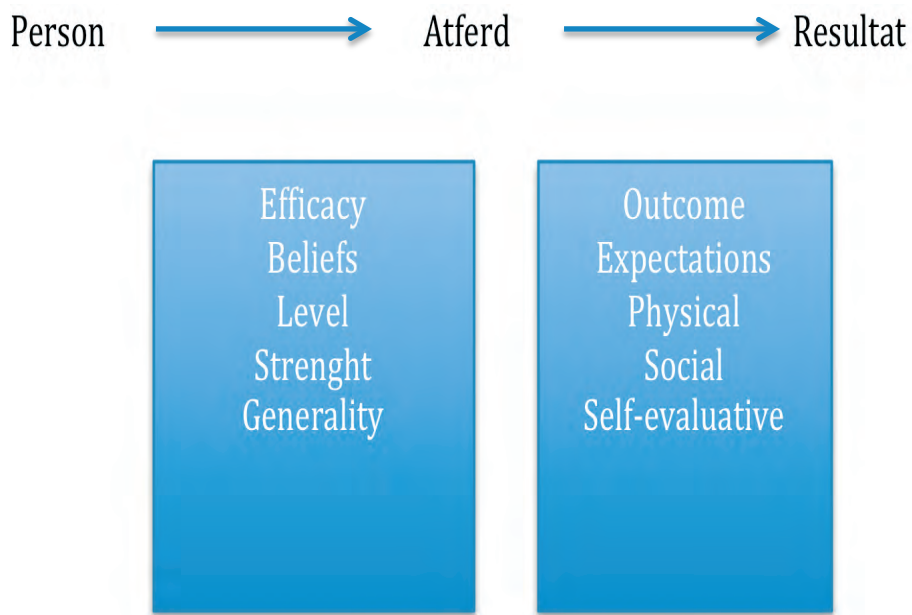 Person Atferd Resultat
Efficacy
Beliefs
Level
Strenght
Generality
Outcome
Expectations
Physical
Social
Self-evaluative